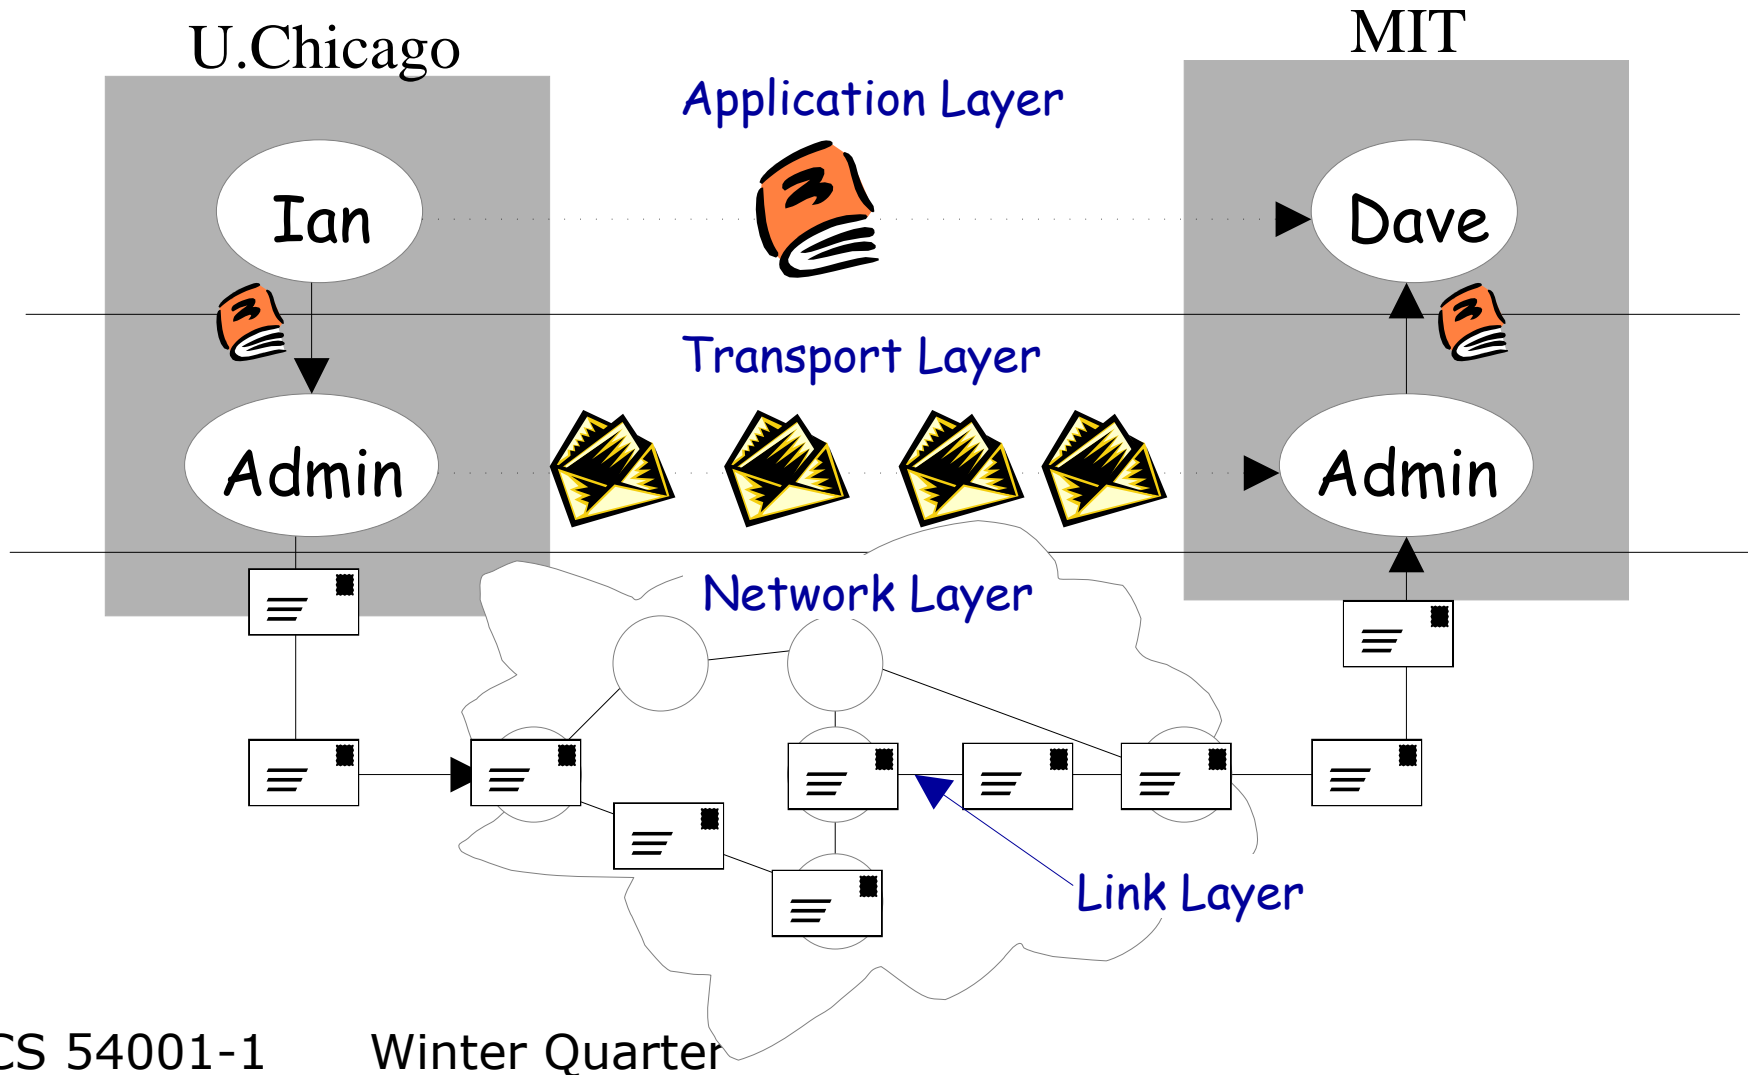 U.Chicago
MIT
Application Layer
Ian
Dave
Transport Layer
Admin
Admin
Network Layer
Link Layer
CS 54001-1 Winter Quarter